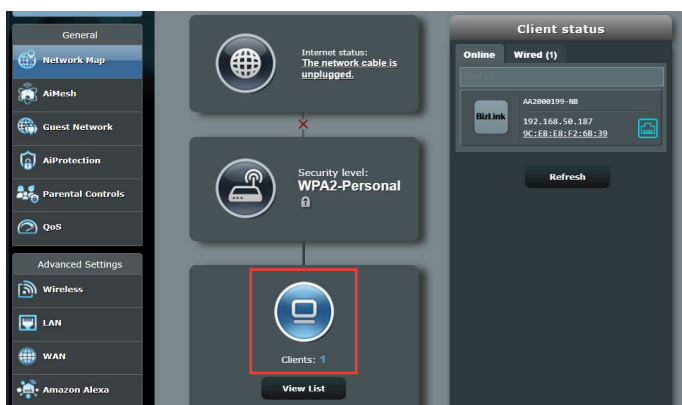 General
Network Map
AiMesh
Guest Network
AiProtection
Parental Controls
QoS
Advanced Settings
Wireless
LAN
WAN
Amazon Alexa
Internet status:
The network cable is
unplugged.
Security level:
WPA2-Personal
Clients: 1
View List
Client status
Online Wired (1)
Search
BizLink
AA2000199-NB
192.168.50.187
9C:EB:E8:F2:6B:39
Refresh